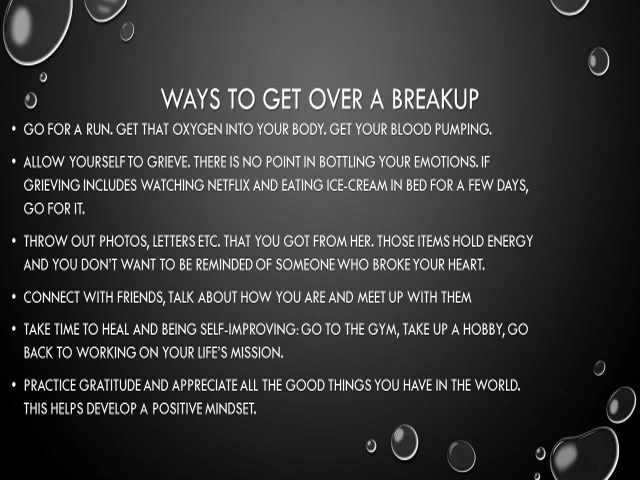 WAYS TO GET OVER A BREAKUP
• GO FOR A RUN. GET THAT OXYGEN INTO YOUR BODY. GET YOUR BLOOD PUMPING.
• ALLOW YOURSELF TO GRIEVE. THERE IS NO POINT IN BOTTLING YOUR EMOTIONS. IF
GRIEVING INCLUDES WATCHING NETFLIX AND EATING ICE-CREAM IN BED FOR A FEW DAYS,
GO FOR IT.
• THROW OUT PHOTOS, LETTERS ETC. THAT YOU GOT FROM HER. THOSE ITEMS HOLD ENERGY
AND YOU DON'T WANT TO BE REMINDED OF SOMEONE WHO BROKE YOUR HEART.
• CONNECT WITH FRIENDS, TALK ABOUT HOW YOU ARE AND MEET UP WITH THEM
• TAKE TIME TO HEAL AND BEING SELF-IMPROVING: GO TO THE GYM, TAKE UP A HOBBY, GO
BACK TO WORKING ON YOUR LIFE'S MISSION.
• PRACTICE GRATITUDE AND APPRECIATE ALL THE GOOD THINGS YOU HAVE IN THE WORLD.
THIS HELPS DEVELOP A POSITIVE MINDSET.